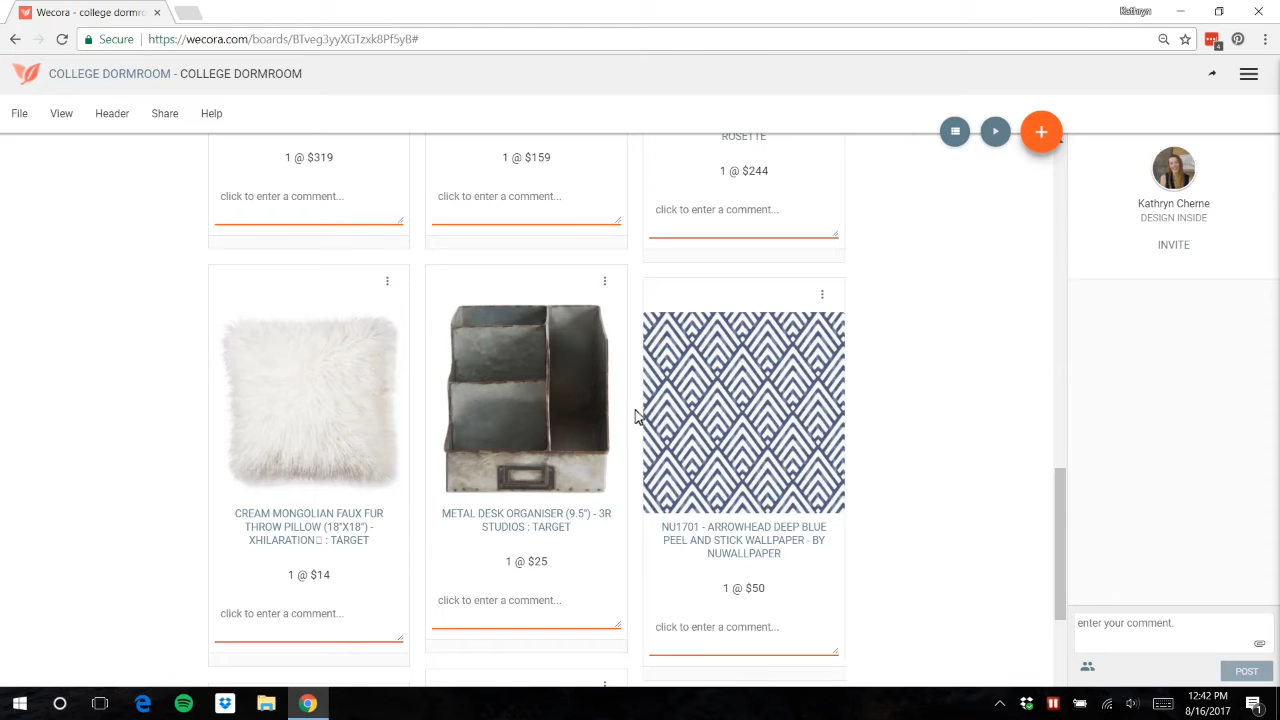 Kathryn
Wecora - college dormroo
Secure
https://wecora.com/boards/BTveg3yyXGTzxk8Pf5yB#
4
COLLEGE DORMROOM - COLLEGE DORMROOM
File View Header Share Help
ROSETTE
1 @ $319
1 @ $159
1 @ $244
click to enter a comment...
click to enter a comment...
click to enter a comment...
Kathryn Cherne
DESIGN INSIDE
INVITE
CREAM MONGOLIAN FAUX FUR
THROW PILLOW (18"X18") -
XHILARATION□ : TARGET
1 @ $14
click to enter a comment...
METAL DESK ORGANISER (9.5") - 3R
STUDIOS : TARGET
1 @ $25
click to enter a comment...
NU1701 - ARROWHEAD DEEP BLUE
PEEL AND STICK WALLPAPER - BY
NUWALLPAPER
1 @ $50
click to enter a comment...
enter your comment.
POST
12:42 PM
8/16/2017
1